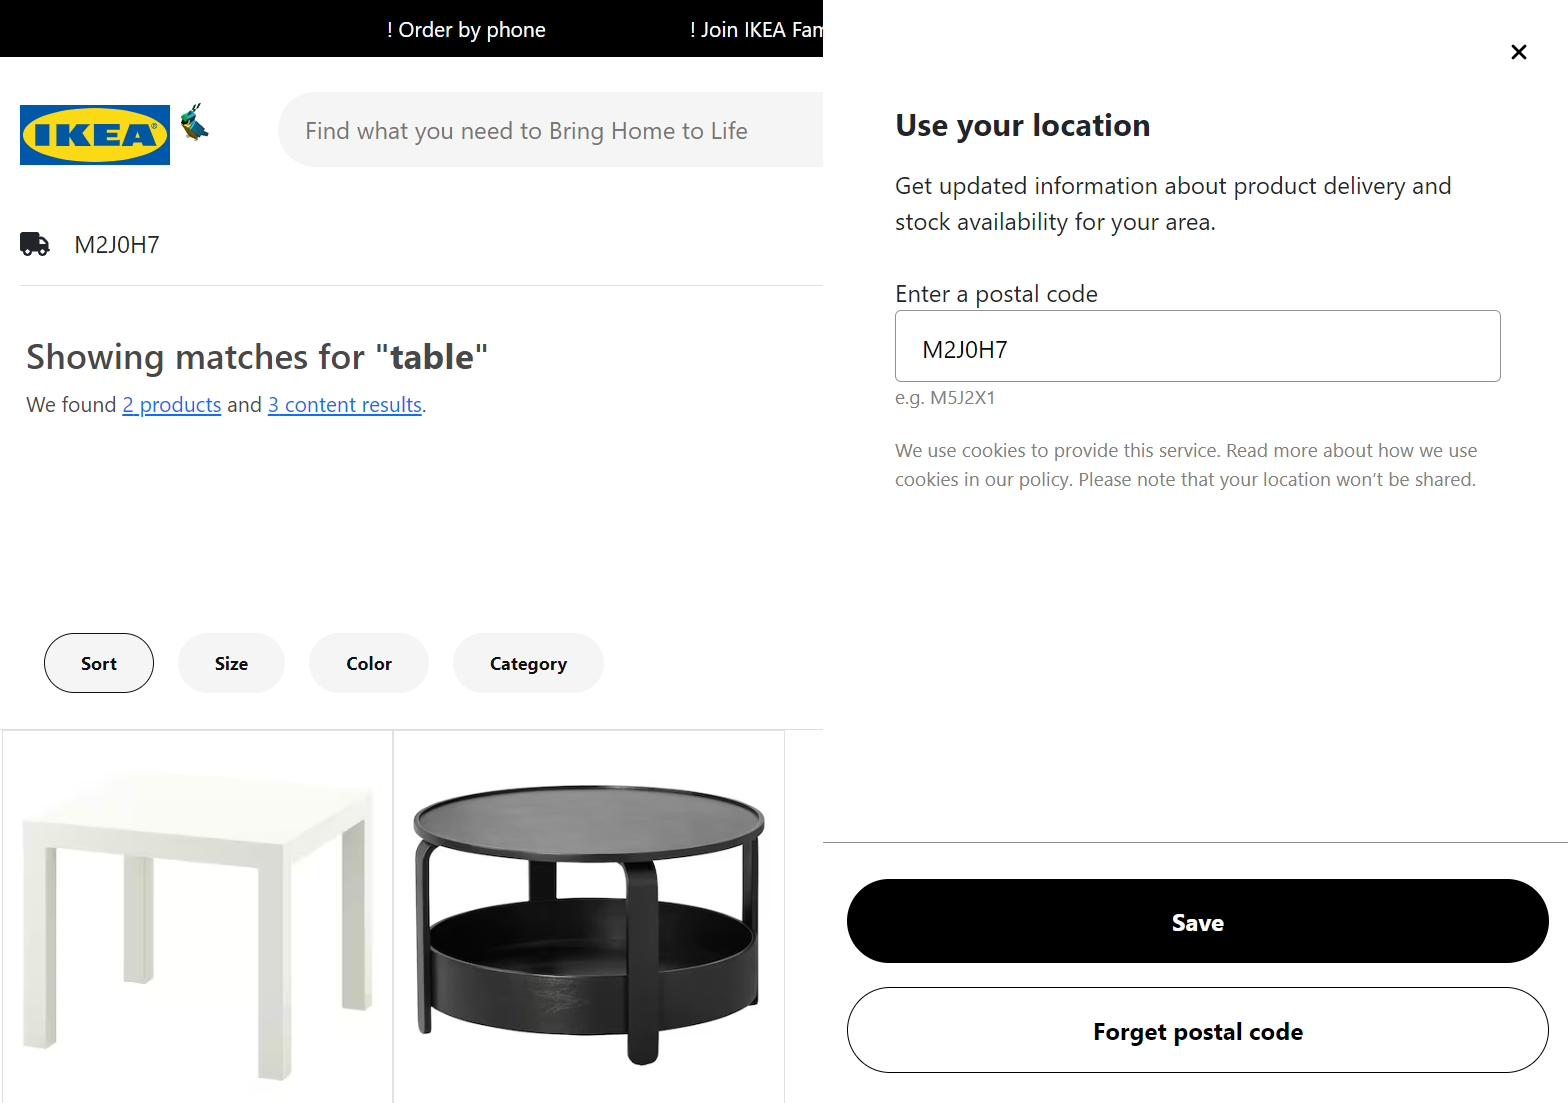 ! Order by phone
! Join IKEA Fam
IKEA
Find what you need to Bring Home to Life
M2J0H7
Showing matches for "table"
We found 2 products and 3 content results.
Sort
Size
Color
Category
Use your location
Get updated information about product delivery and
stock availability for your area.
Enter a postal code
M2J0H7
e.g. M5J2X1
We use cookies to provide this service. Read more about how we use
cookies in our policy. Please note that your location won’t be shared.
Save
Forget postal code